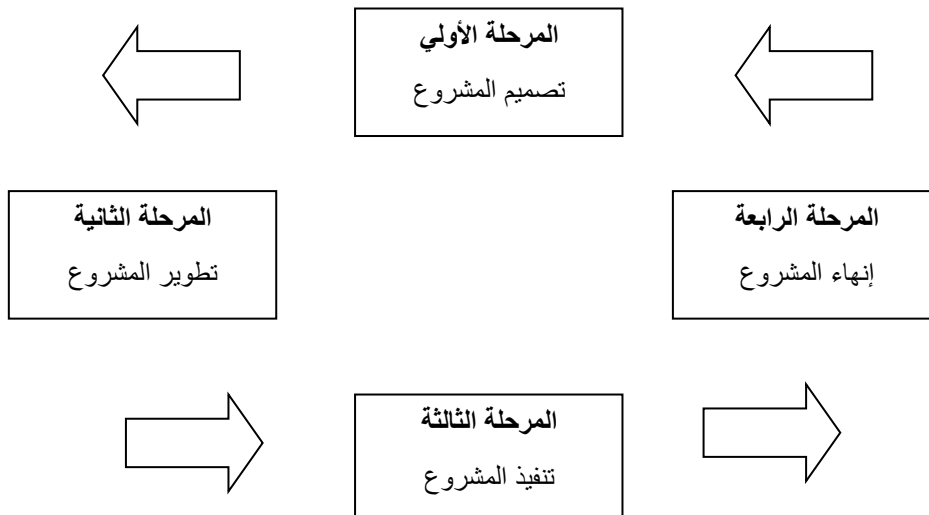 المرحلة الأولي
تصميم المشروع
المرحلة الثانية
تطوير المشروع
المرحلة الثالثة
تنفيذ المشروع
المرحلة الرابعة
إنهاء المشروع